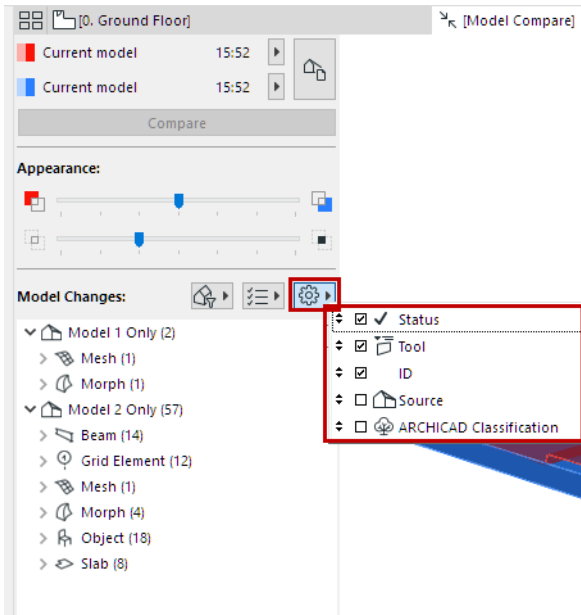 [0. Ground Floor]
[Model Compare]
Current model 15:52
Current model 15:52
Compare
Appearance:
Model Changes:
Model 1 Only (2)
Mesh (1)
Morph (1)
Model 2 Only (57)
Beam (14)
Grid Element (12)
Mesh (1)
Morph (4)
Object (18)
Slab (8)
Status
Tool
ID
Source
ARCHICAD Classification